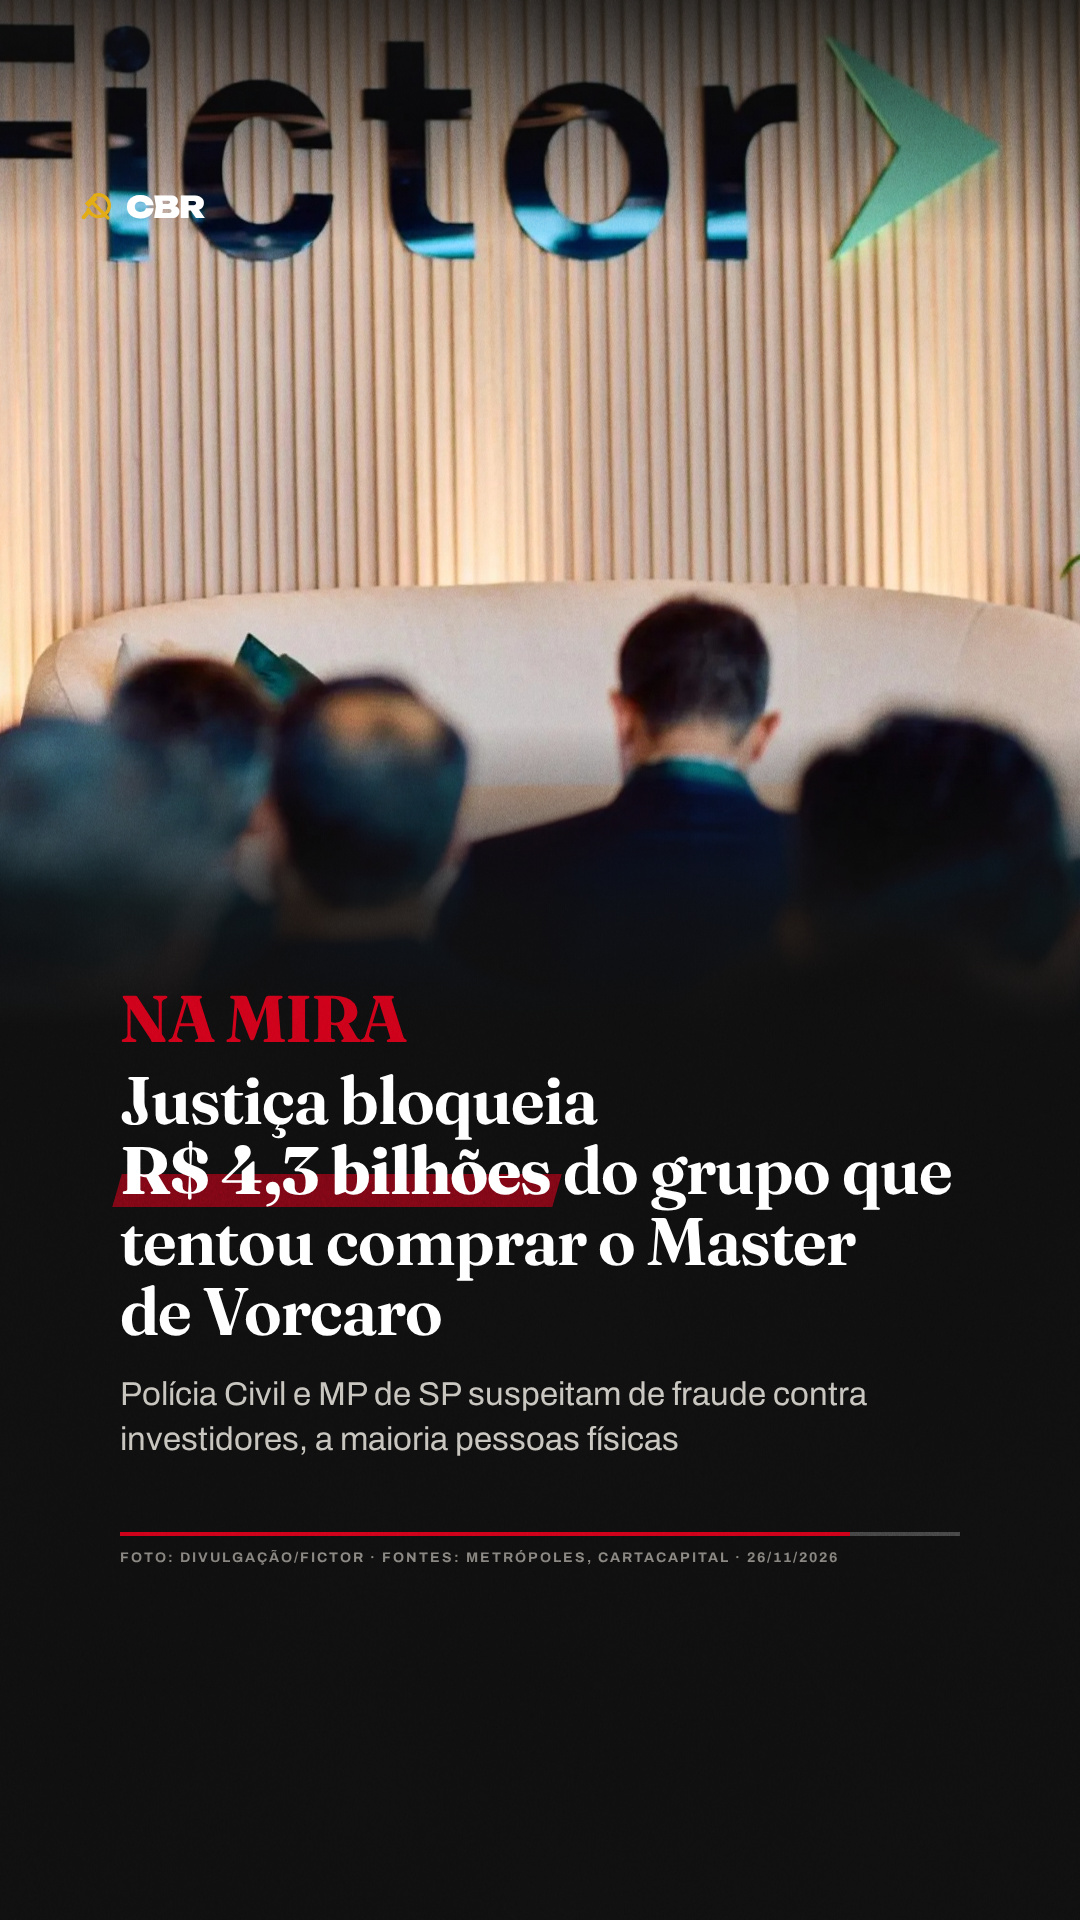 Fictor
CBR
NA MIRA
Justiça bloqueia
R$ 4,3 bilhões do grupo que
tentou comprar o Master
de Vorcaro
Polícia Civil e MP de SP suspeitam de fraude contra
investidores, a maioria pessoas físicas
FOTO: DIVULGAÇÃO/FICTOR · FONTES: METRÓPOLES, CARTACAPITAL · 26/11/2026